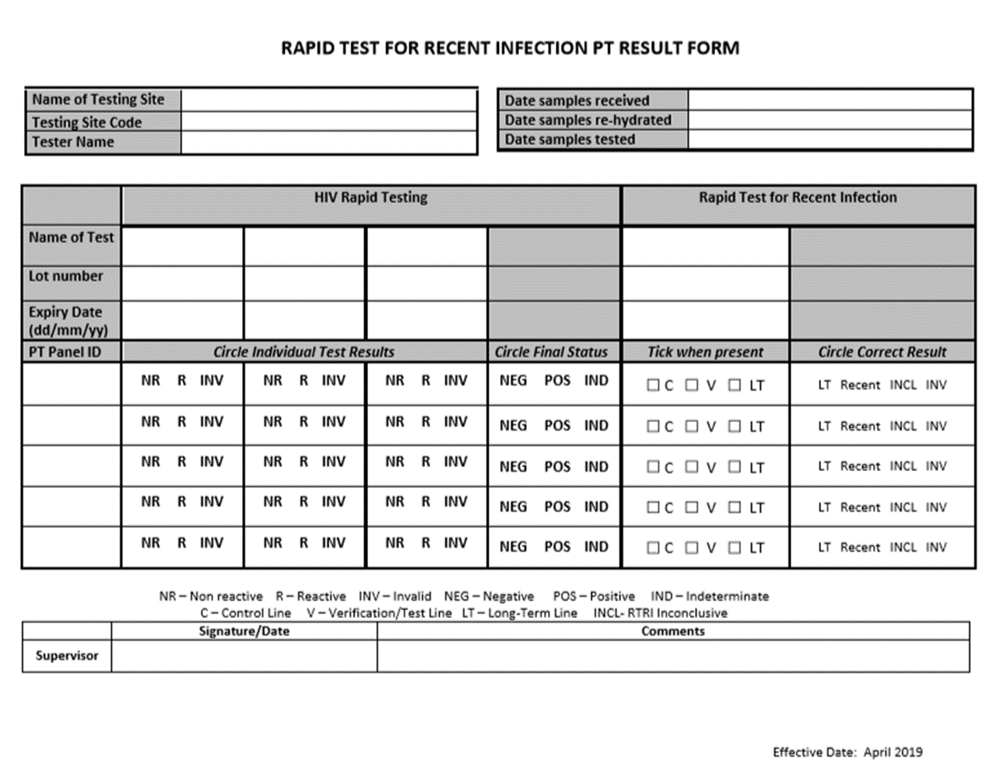 RAPID TEST FOR RECENT INFECTION PT RESULT FORM
Name of Testing Site
Testing Site Code
Tester Name
Date samples received
Date samples re-hydrated
Date samples tested
HIV Rapid Testing Rapid Test for Recent Infection
Name of Test
Lot number
Expiry Date
(dd/mm/yy)
PT Panel ID Circle Individual Test Results Circle Final Status Tick when present Circle Correct Result
NR R INV NR R INV NR R INV NEG POS IND ☐ C ☐ V ☐ LT LT Recent INCL INV
NR R INV NR R INV NR R INV NEG POS IND ☐ C ☐ V ☐ LT LT Recent INCL INV
NR R INV NR R INV NR R INV NEG POS IND ☐ C ☐ V ☐ LT LT Recent INCL INV
NR R INV NR R INV NR R INV NEG POS IND ☐ C ☐ V ☐ LT LT Recent INCL INV
NR R INV NR R INV NR R INV NEG POS IND ☐ C ☐ V ☐ LT LT Recent INCL INV
NR – Non reactive R – Reactive INV – Invalid NEG – Negative POS – Positive IND – Indeterminate
C – Control Line V – Verification/Test Line LT – Long-Term Line INCL- RTRI Inconclusive
Signature/Date Comments
Supervisor
Effective Date: April 2019